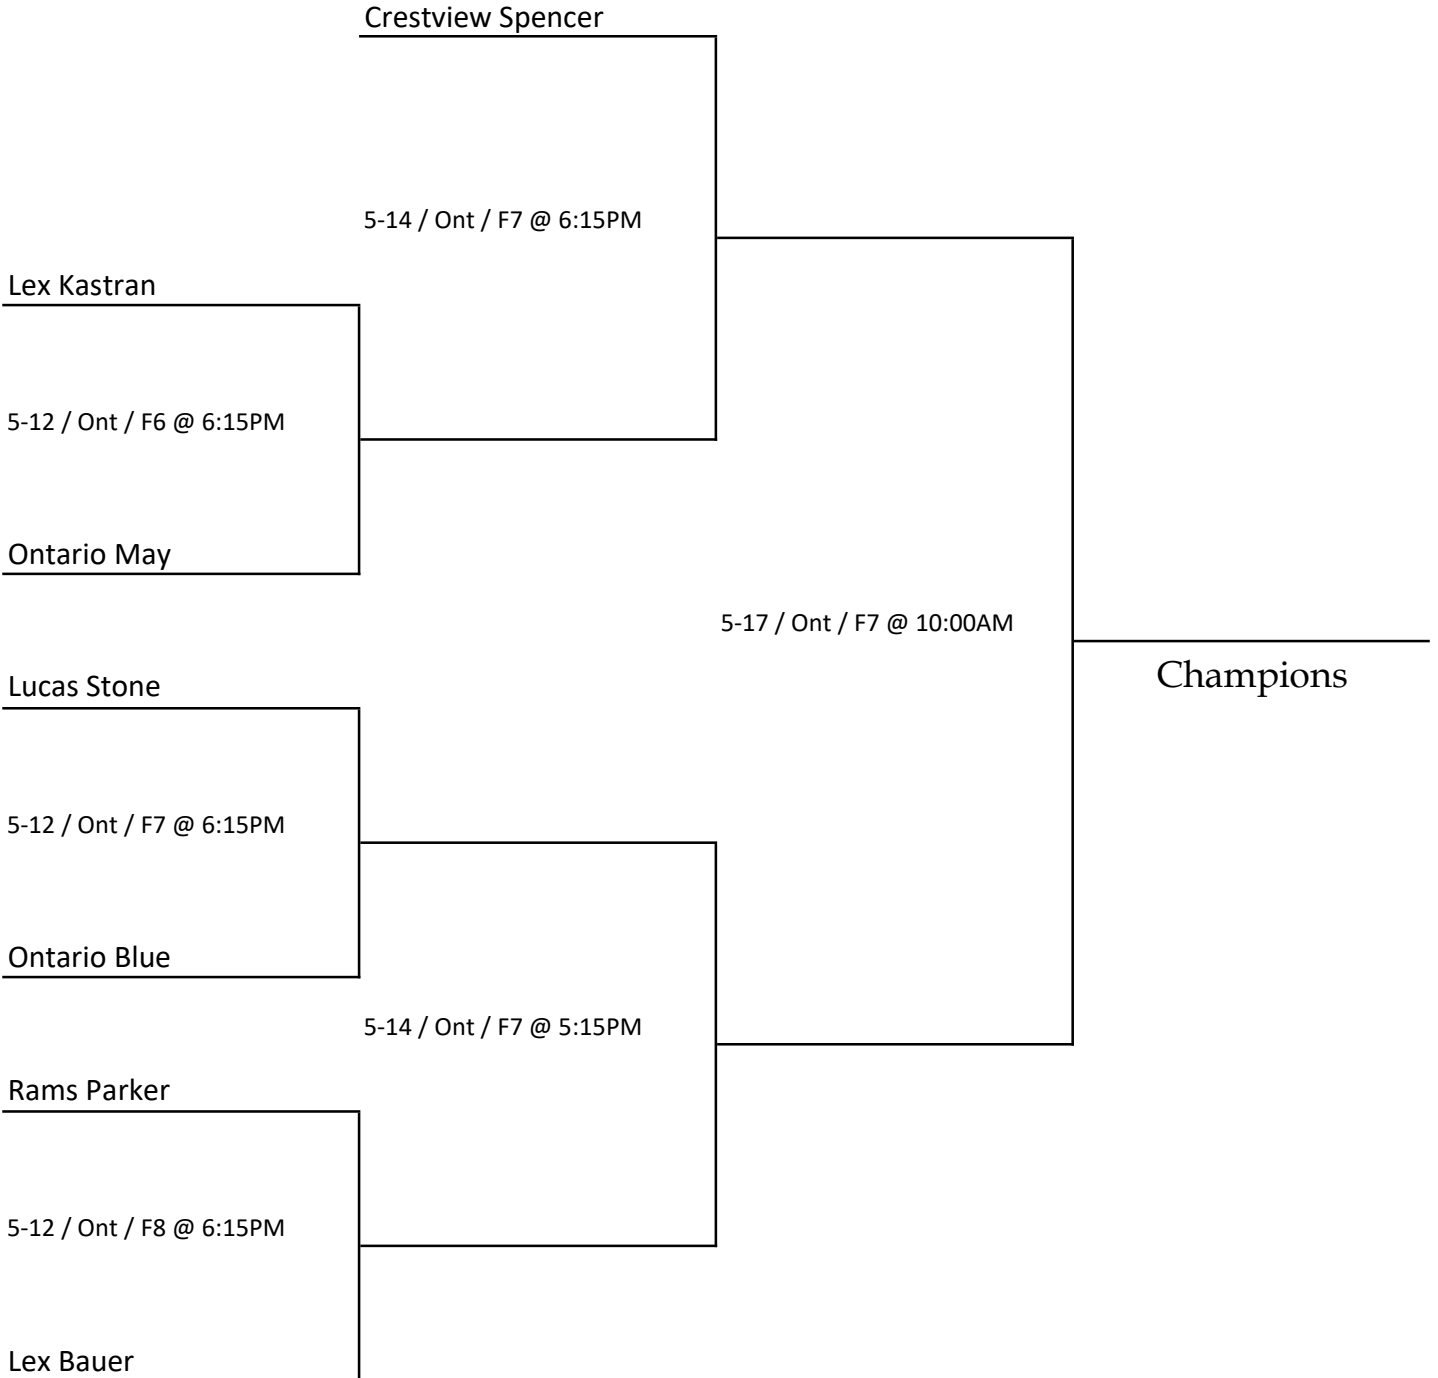 Crestview Spencer
5-14 / Ont / F7 @ 6:15PM
Lex Kastran
5-12 / Ont / F6 @ 6:15PM
Ontario May
5-17 / Ont / F7 @ 10:00AM
Champions
Lucas Stone
5-12 / Ont / F7 @ 6:15PM
Ontario Blue
5-14 / Ont / F7 @ 5:15PM
Rams Parker
5-12 / Ont / F8 @ 6:15PM
Lex Bauer